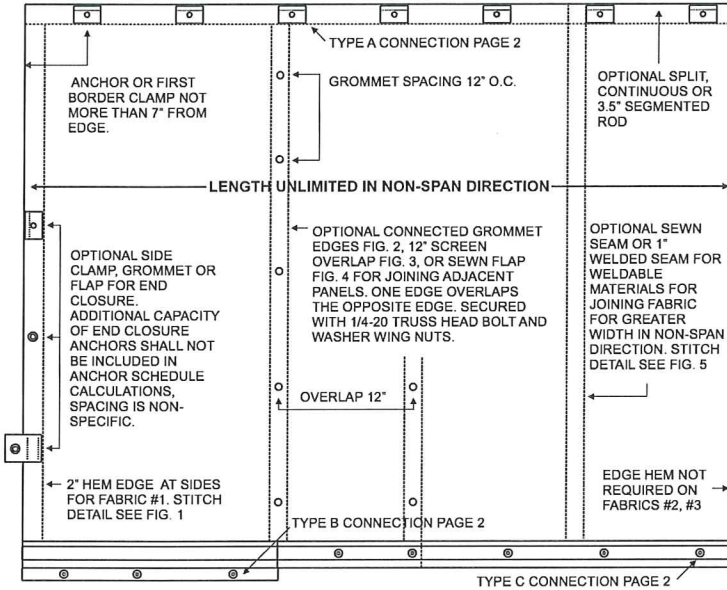 TYPE A CONNECTION PAGE 2
ANCHOR OR FIRST
BORDER CLAMP NOT
MORE THAN 7" FROM
EDGE.
GROMMET SPACING 12" O.C.
OPTIONAL SPLIT,
CONTINUOUS OR
3.5" SEGMENTED
ROD
LENGTH UNLIMITED IN NON-SPAN DIRECTION
OPTIONAL SIDE
CLAMP, GROMMET OR
FLAP FOR END
CLOSURE.
ADDITIONAL CAPACITY
OF END CLOSURE
ANCHORS SHALL NOT
BE INCLUDED IN
ANCHOR SCHEDULE
CALCULATIONS,
SPACING IS NON-
SPECIFIC.
OPTIONAL CONNECTED GROMMET
EDGES FIG. 2, 12" SCREEN
OVERLAP FIG. 3, OR SEWN FLAP
FIG. 4 FOR JOINING ADJACENT
PANELS. ONE EDGE OVERLAPS
THE OPPOSITE EDGE. SECURED
WITH 1/4-20 TRUSS HEAD BOLT AND
WASHER WING NUTS.
OPTIONAL SEWN
SEAM OR 1"
WELDED SEAM FOR
WELDABLE
MATERIALS FOR
JOINING FABRIC
FOR GREATER
WIDTH IN NON-SPAN
DIRECTION. STITCH
DETAIL SEE FIG. 5
OVERLAP 12"
2" HEM EDGE AT SIDES
FOR FABRIC #1. STITCH
DETAIL SEE FIG. 1
EDGE HEM NOT
REQUIRED ON
FABRICS #2, #3
TYPE B CONNECTION PAGE 2
TYPE C CONNECTION PAGE 2